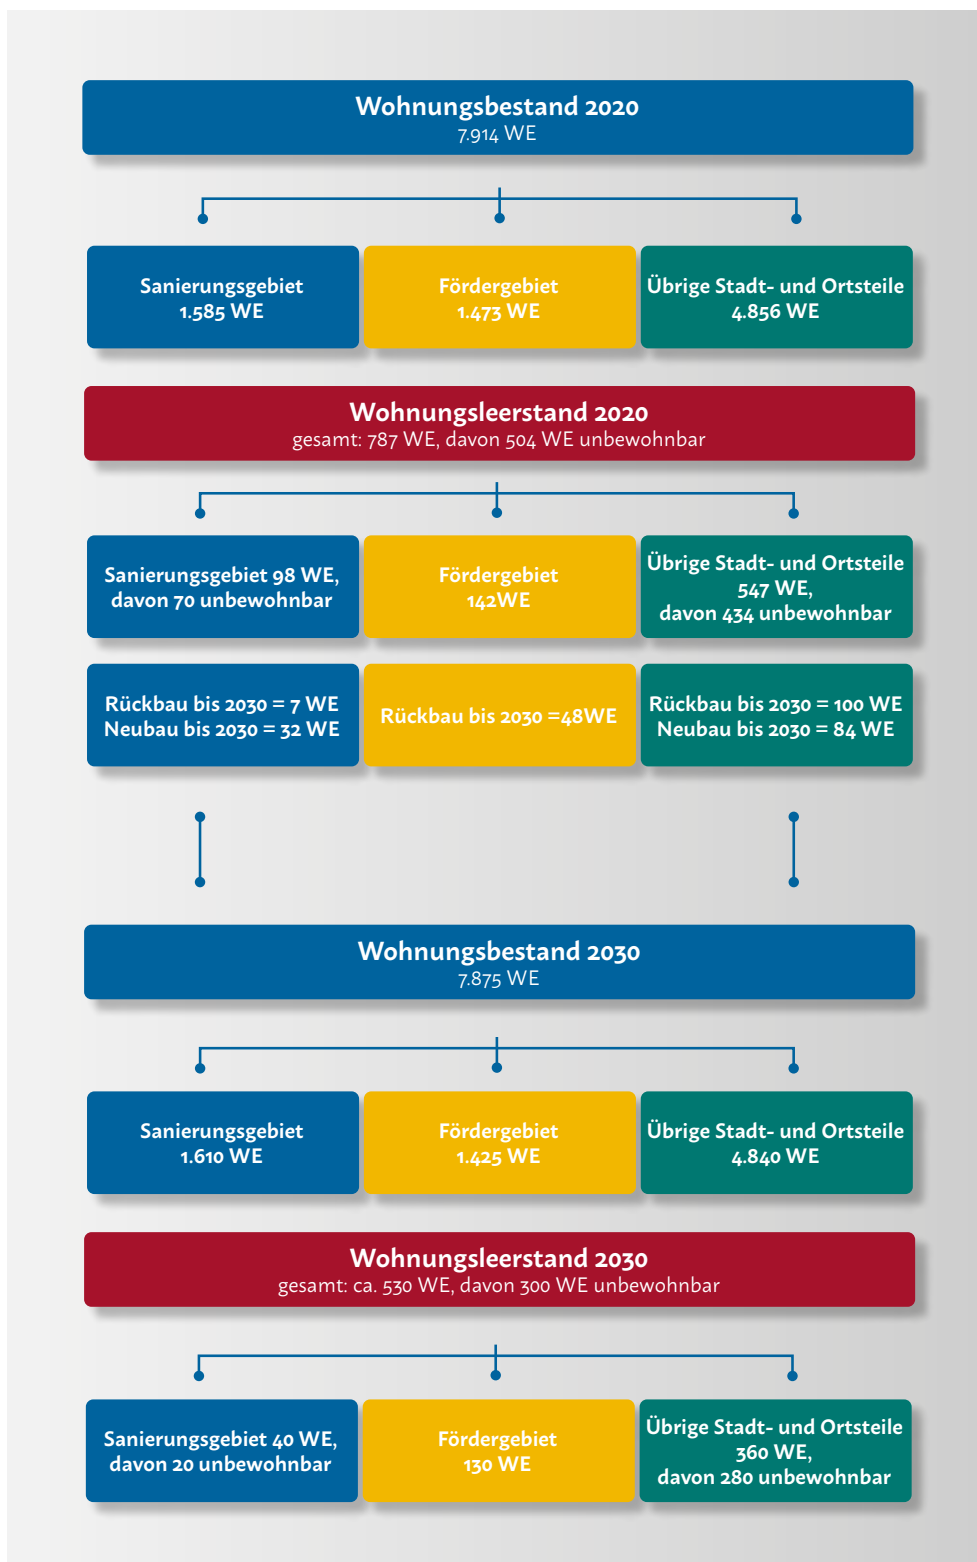 Wohnungsbestand 2020
7.914 WE
Sanierungsgebiet
1.585 WE
Fördergebiet
1.473 WE
Übrige Stadt- und Ortsteile
4.856 WE
Wohnungsleerstand 2020
gesamt: 787 WE, davon 504 WE unbewohnbar
Sanierungsgebiet 98 WE,
davon 70 unbewohnbar
Fördergebiet
142WE
Übrige Stadt- und Ortsteile
547 WE,
davon 434 unbewohnbar
Rückbau bis 2030 = 7 WE
Neubau bis 2030 = 32 WE
Rückbau bis 2030 =48WE
Rückbau bis 2030 = 100 WE
Neubau bis 2030 = 84 WE
Wohnungsbestand 2030
7.875 WE
Sanierungsgebiet
1.610 WE
Fördergebiet
1.425 WE
Übrige Stadt- und Ortsteile
4.840 WE
Wohnungsleerstand 2030
gesamt: ca. 530 WE, davon 300 WE unbewohnbar
Sanierungsgebiet 40 WE,
davon 20 unbewohnbar
Fördergebiet
130 WE
Übrige Stadt- und Ortsteile
360 WE,
davon 280 unbewohnbar